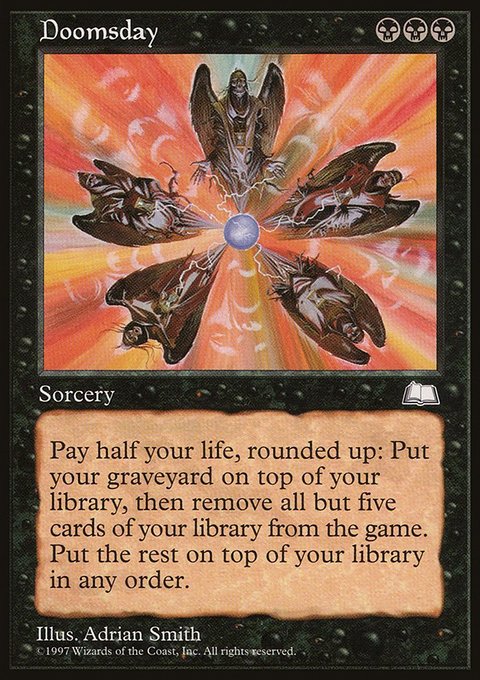 Doomsday
Sorcery
Pay half your life, rounded up: Put
your graveyard on top of your
library, then remove all but five
cards of your library from the game.
Put the rest on top of your library
in any order.
Illus. Adrian Smith
©1997 Wizards of the Coast, Inc. All rights reserved.